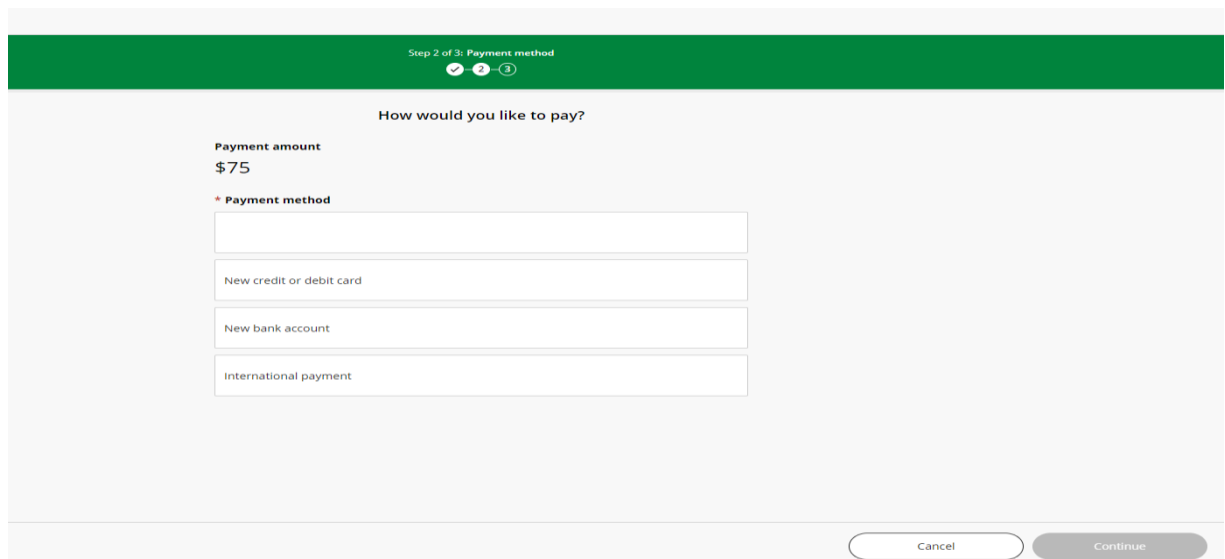 Step 2 of 3: Payment method
2 3
How would you like to pay?
Payment amount
$75
* Payment method
New credit or debit card
New bank account
International payment
Cancel Continue